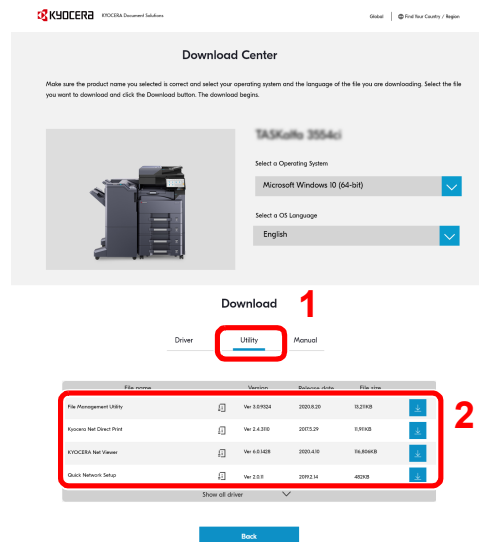 KYOCERA KYOCERA Document Solutions Global Find Your Country / Region
Download Center
Make sure the product name you selected is correct and select your operating system and the language of the file you are downloading. Select the file
you want to download and click the Download button. The download begins.
TASKalfa 3554ci
Select a Operating System
Microsoft Windows 10 (64-bit)
Select a OS Language
English
Download 1
Driver Utility Manual
File name Version Release date File size
File Management Utility Ver 3.0.9324 2020.8.20 13,211KB
2
Kyocera Net Direct Print Ver 2.4.3110 2017.5.29 11,911KB
KYOCERA Net Viewer Ver 6.0.1428 2020.4.10 116,806KB
Quick Network Setup Ver 2.0.11 2019.2.14 482KB
Show all driver
Back